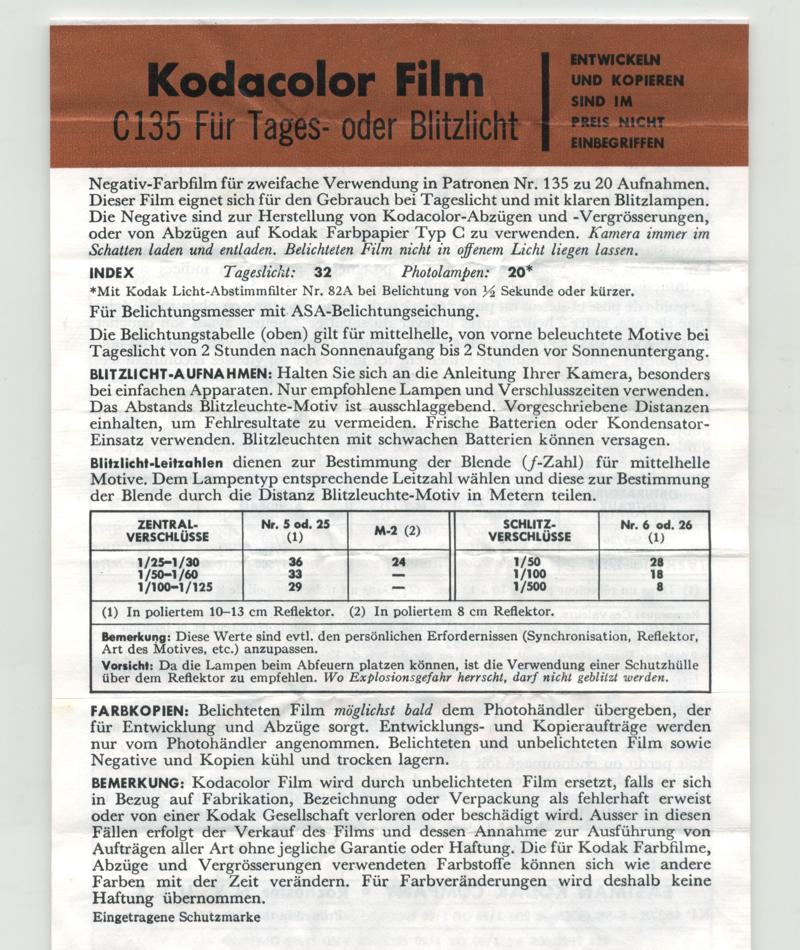 Kodacolor Film
C135 Für Tages- oder Blitzlicht
ENTWICKELN
UND KOPIEREN
SIND IM
PREIS NICHT
EINBEGRIFFEN
Negativ-Farbfilm für zweifache Verwendung in Patronen Nr. 135 zu 20 Aufnahmen.
Dieser Film eignet sich für den Gebrauch bei Tageslicht und mit klaren Blitzlampen.
Die Negative sind zur Herstellung von Kodacolor-Abzügen und -Vergrösserungen,
oder von Abzügen auf Kodak Farbpapier Typ C zu verwenden. Kamera immer im
Schatten laden und entladen. Belichteten Film nicht in offenem Licht liegen lassen.
INDEX Tageslicht: 32 Photolampen: 20*
*Mit Kodak Licht-Abstimmfilter Nr. 82A bei Belichtung von ½ Sekunde oder kürzer.
Für Belichtungsmesser mit ASA-Belichtungseichung.
Die Belichtungstabelle (oben) gilt für mittelhelle, von vorne beleuchtete Motive bei
Tageslicht von 2 Stunden nach Sonnenaufgang bis 2 Stunden vor Sonnenuntergang.
BLITZLICHT-AUFNAHMEN: Halten Sie sich an die Anleitung Ihrer Kamera, besonders
bei einfachen Apparaten. Nur empfohlene Lampen und Verschlusszeiten verwenden.
Das Abstands Blitzleuchte-Motiv ist ausschlaggebend. Vorgeschriebene Distanzen
einhalten, um Fehlresultate zu vermeiden. Frische Batterien oder Kondensator-
Einsatz verwenden. Blitzleuchten mit schwachen Batterien können versagen.
Blitzlicht-Leitzahlen dienen zur Bestimmung der Blende (f-Zahl) für mittelhelle
Motive. Dem Lampentyp entsprechende Leitzahl wählen und diese zur Bestimmung
der Blende durch die Distanz Blitzleuchte-Motiv in Metern teilen.
ZENTRAL-
VERSCHLÜSSE
Nr. 5 od. 25
(1)
M-2 (2)
SCHLITZ-
VERSCHLÜSSE
Nr. 6 od. 26
(1)
1/25–1/30 36 24 1/50 28
1/50–1/60 33 — 1/100 18
1/100–1/125 29 — 1/500 8
(1) In poliertem 10–13 cm Reflektor. (2) In poliertem 8 cm Reflektor.
Bemerkung: Diese Werte sind evtl. den persönlichen Erfordernissen (Synchronisation, Reflektor,
Art des Motives, etc.) anzupassen.
Vorsicht: Da die Lampen beim Abfeuern platzen können, ist die Verwendung einer Schutzhülle
über dem Reflektor zu empfehlen. Wo Explosionsgefahr herrscht, darf nicht geblitzt werden.
FARBKOPIEN: Belichteten Film möglichst bald dem Photohändler übergeben, der
für Entwicklung und Abzüge sorgt. Entwicklungs- und Kopieraufträge werden
nur vom Photohändler angenommen. Belichteten und unbelichteten Film sowie
Negative und Kopien kühl und trocken lagern.
BEMERKUNG: Kodacolor Film wird durch unbelichteten Film ersetzt, falls er sich
in Bezug auf Fabrikation, Bezeichnung oder Verpackung als fehlerhaft erweist
oder von einer Kodak Gesellschaft verloren oder beschädigt wird. Ausser in diesen
Fällen erfolgt der Verkauf des Films und dessen Annahme zur Ausführung von
Aufträgen aller Art ohne jegliche Garantie oder Haftung. Die für Kodak Farbfilme,
Abzüge und Vergrösserungen verwendeten Farbstoffe können sich wie andere
Farben mit der Zeit verändern. Für Farbveränderungen wird deshalb keine
Haftung übernommen.
Eingetragene Schutzmarke